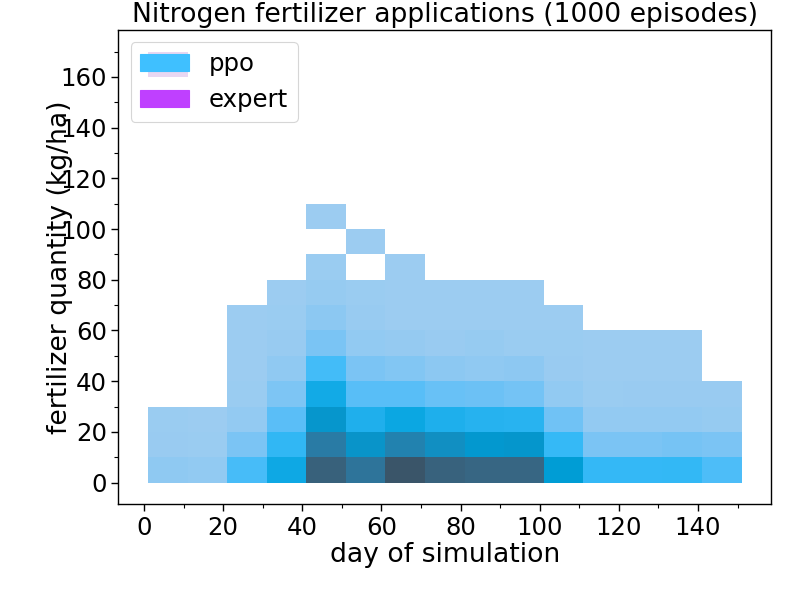 Nitrogen fertilizer applications (1000 episodes)
ppo
expert
fertilizer quantity (kg/ha)
160
140
120
100
80
60
40
20
0
0 20 40 60 80 100 120 140
day of simulation